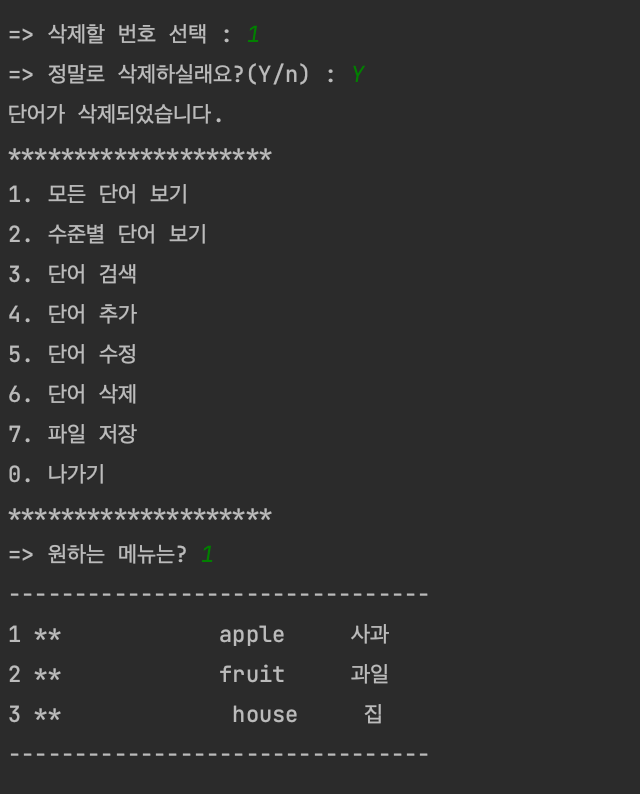 => 삭제할 번호 선택 : 1
=> 정말로 삭제하실래요?(Y/n) : Y
단어가 삭제되었습니다.
********************
1. 모든 단어 보기
2. 수준별 단어 보기
3. 단어 검색
4. 단어 추가
5. 단어 수정
6. 단어 삭제
7. 파일 저장
0. 나가기
********************
=> 원하는 메뉴는? 1
--------------------------------
1 ** apple 사과
2 ** fruit 과일
3 ** house 집
--------------------------------